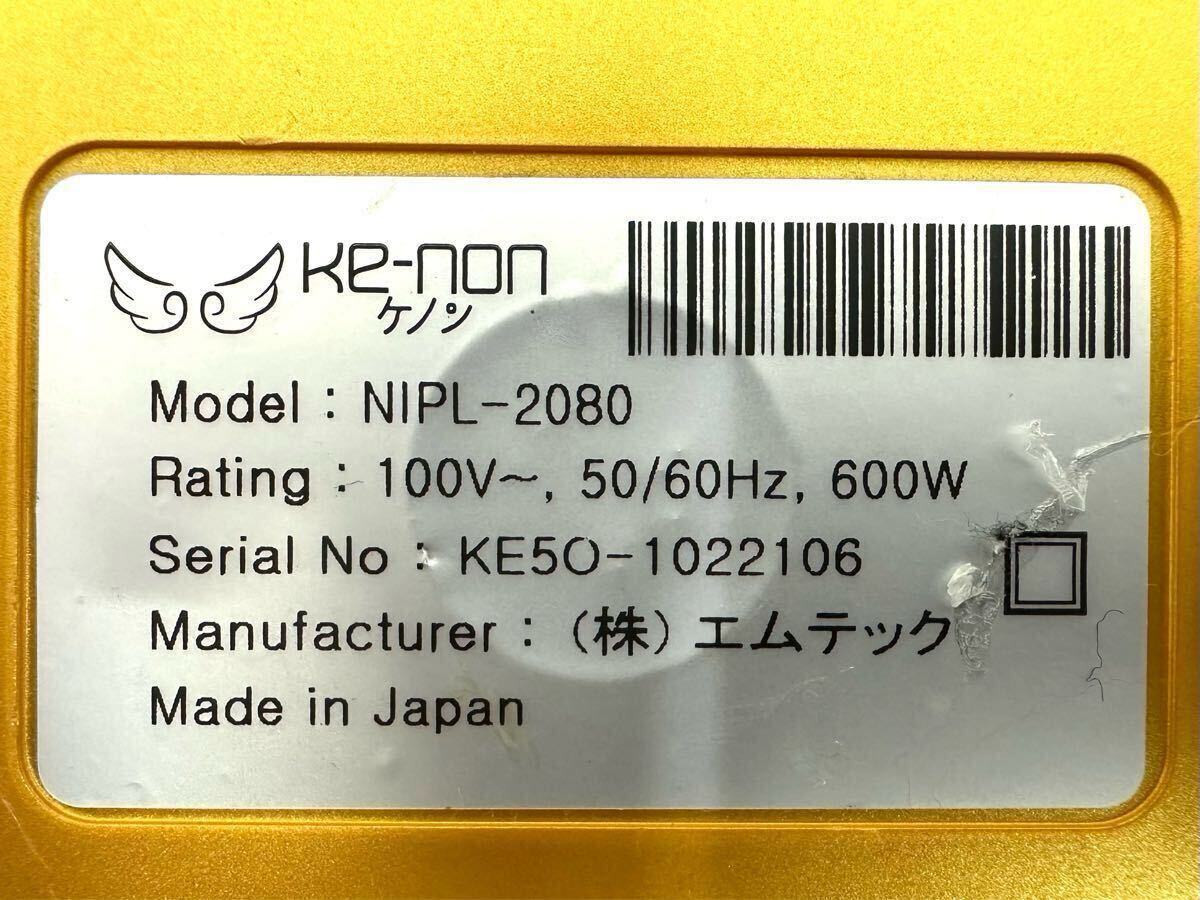 ke-non
ケノン
Model : NIPL-2080
Rating : 100V~, 50/60Hz, 600W
Serial No : KE5O-1022106
Manufacturer : (株) エムテック
Made in Japan